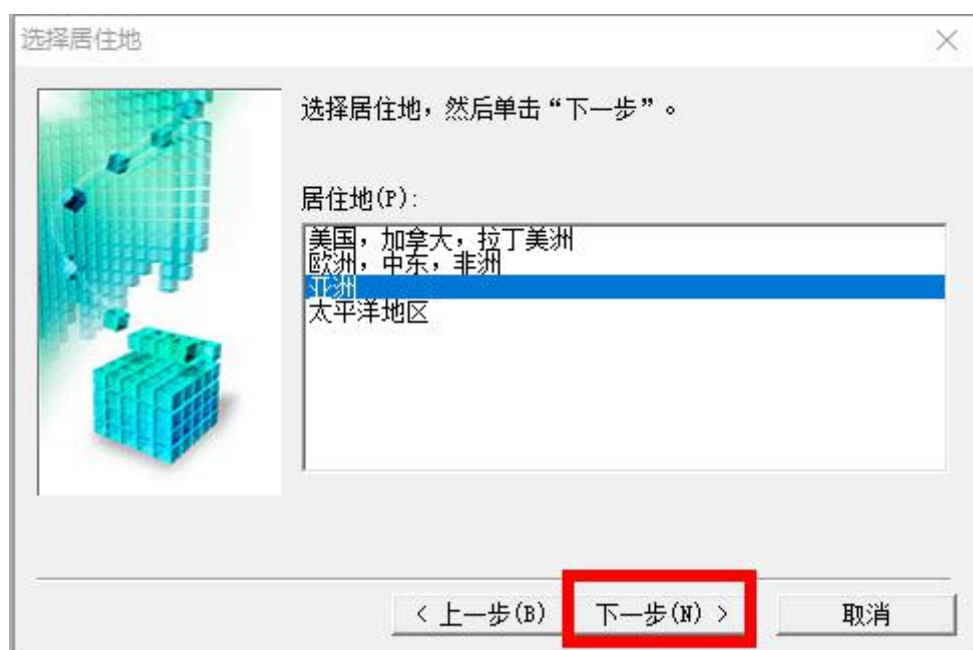 选择居住地
选择居住地，然后单击“下一步”。
居住地(P):
美国，加拿大，拉丁美洲
欧洲，中东，非洲
亚洲
太平洋地区
< 上一步(B)
下一步(N) >
取消